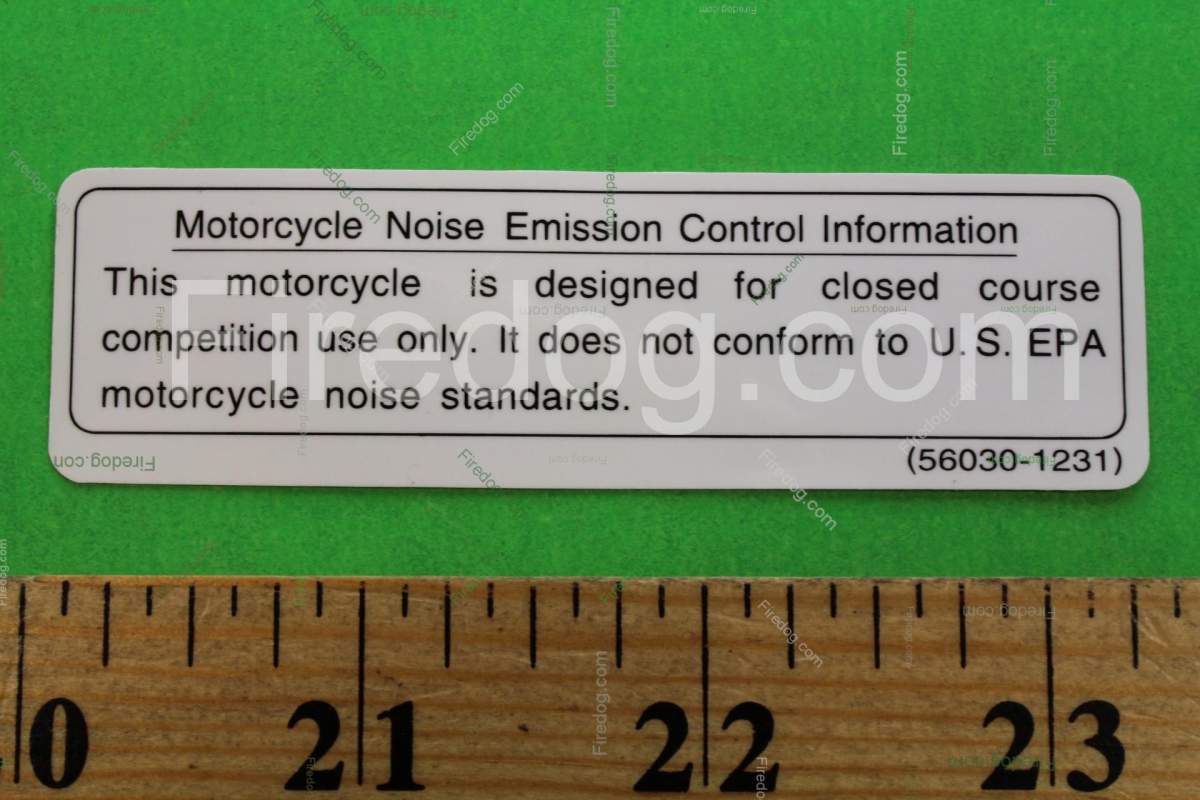 Motorcycle Noise Emission Control Information
This motorcycle is designed for closed course
competition use only. It does not conform to U.S. EPA
motorcycle noise standards.
(56030-1231)
Firedog.com
0 21 22 23